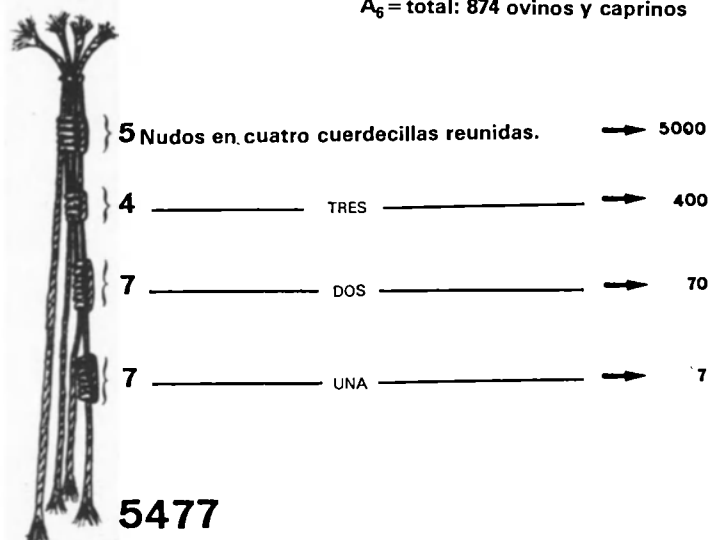 A₆ = total: 874 ovinos y caprinos
5 Nudos en cuatro cuerdecillas reunidas. → 5000
4 TRES → 400
7 DOS → 70
7 UNA → 7
5477